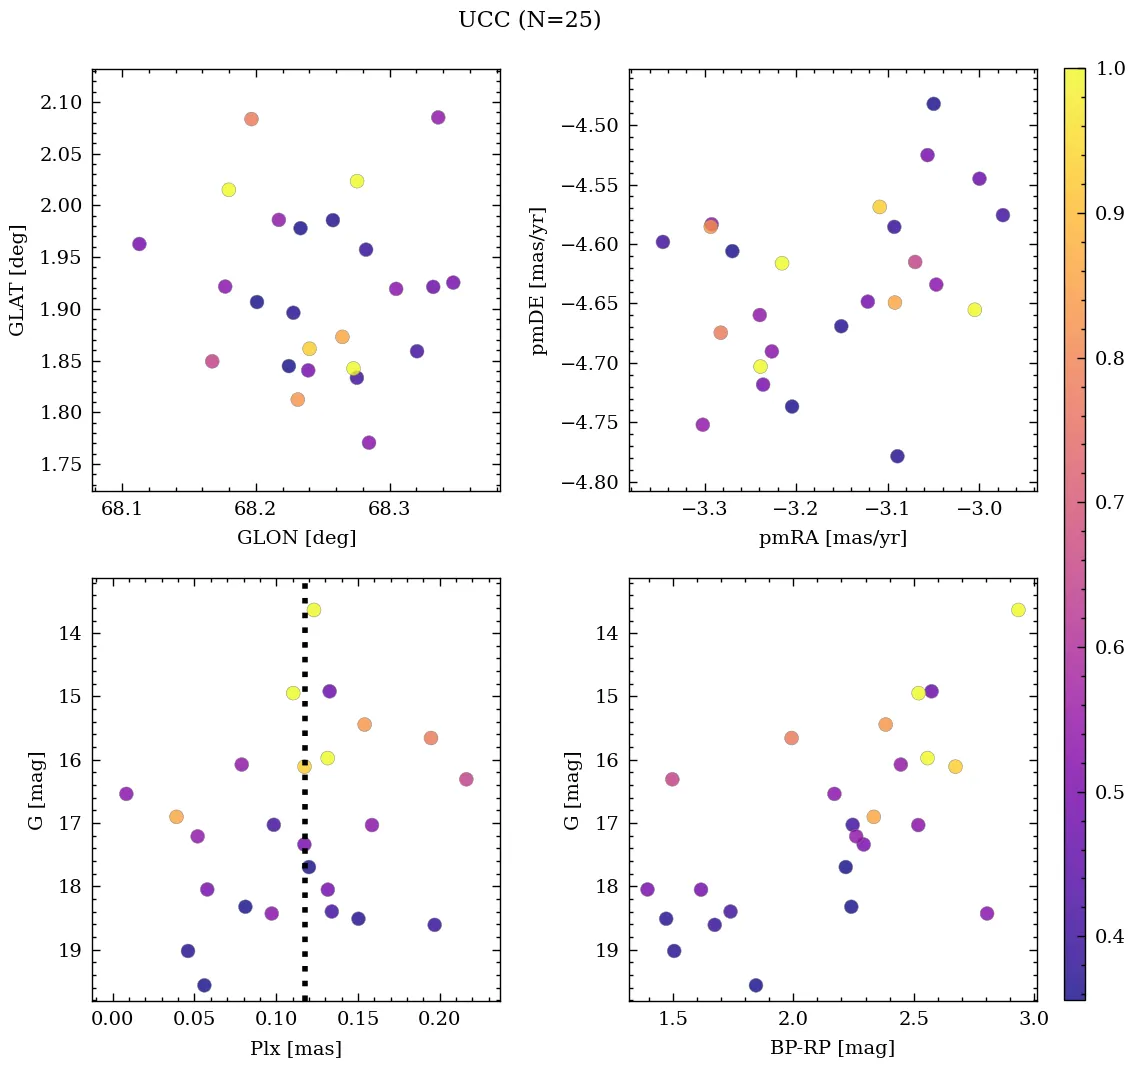 UCC (N=25)
2.10
2.05
2.00
1.95
1.90
1.85
1.80
1.75
GLAT [deg]
68.1 68.2 68.3
GLON [deg]
−4.50
−4.55
−4.60
−4.65
−4.70
−4.75
−4.80
pmDE [mas/yr]
−3.3 −3.2 −3.1 −3.0
pmRA [mas/yr]
14
15
16
17
18
19
G [mag]
0.00 0.05 0.10 0.15 0.20
Plx [mas]
14
15
16
17
18
19
G [mag]
1.5 2.0 2.5 3.0
BP-RP [mag]
1.0
0.9
0.8
0.7
0.6
0.5
0.4